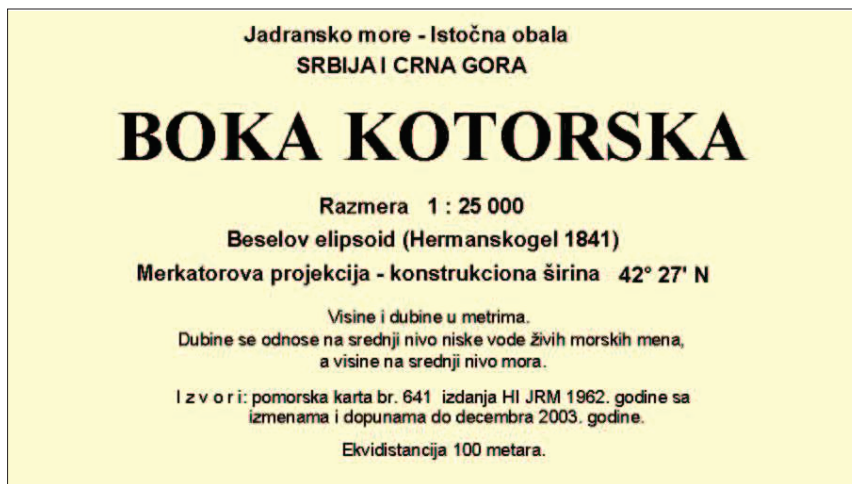 Jadransko more - Istočna obala
SRBIJA I CRNA GORA
BOKA KOTORSKA
Razmera 1 : 25 000
Beselov elipsoid (Hermanskogel 1841)
Merkatorova projekcija - konstrukciona širina 42° 27' N
Visine i dubine u metrima.
Dubine se odnose na srednji nivo niske vode živih morskih mena,
a visine na srednji nivo mora.
I z v o r i: pomorska karta br. 641 izdanja HI JRM 1962. godine sa
izmenama i dopunama do decembra 2003. godine.
Ekvidistancija 100 metara.